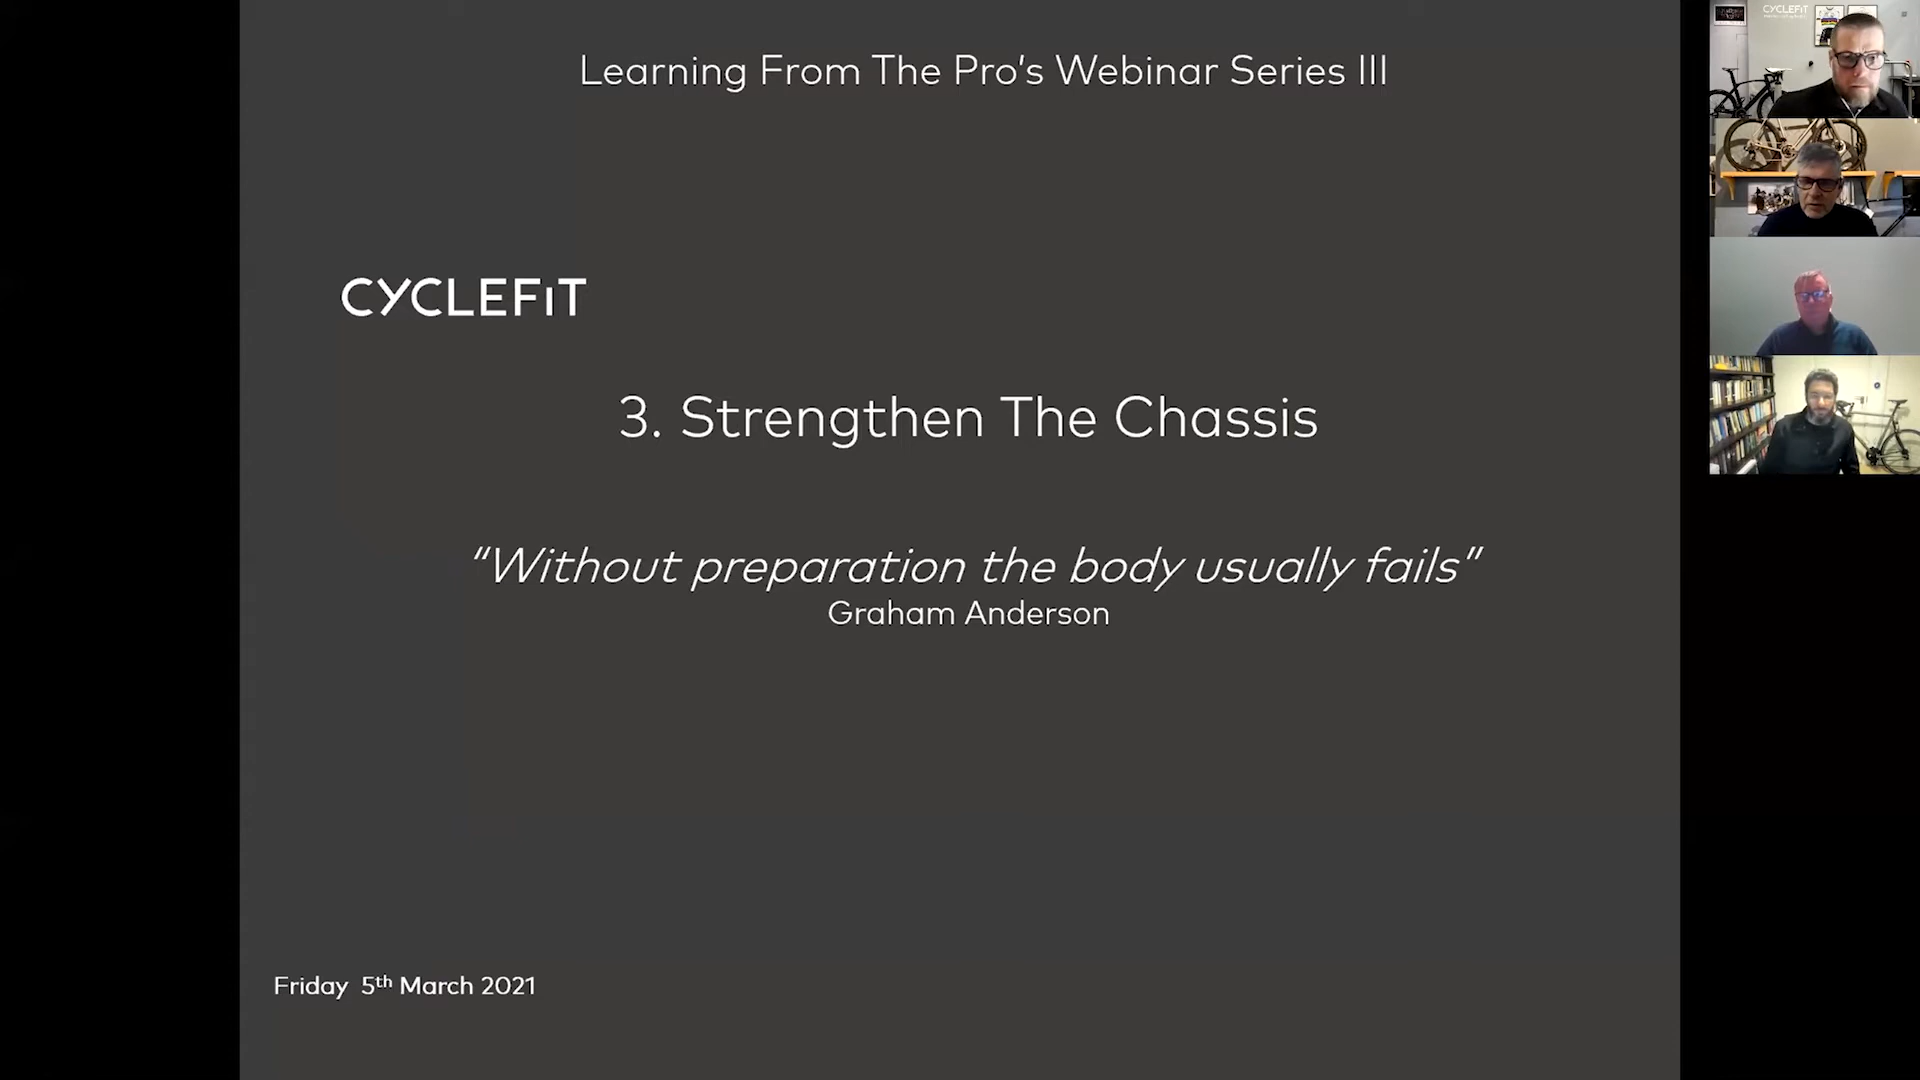 Learning From The Pro's Webinar Series III
CYCLEFiT
CYCLEFiT
3. Strengthen The Chassis
“Without preparation the body usually fails”
Graham Anderson
Friday 5th March 2021